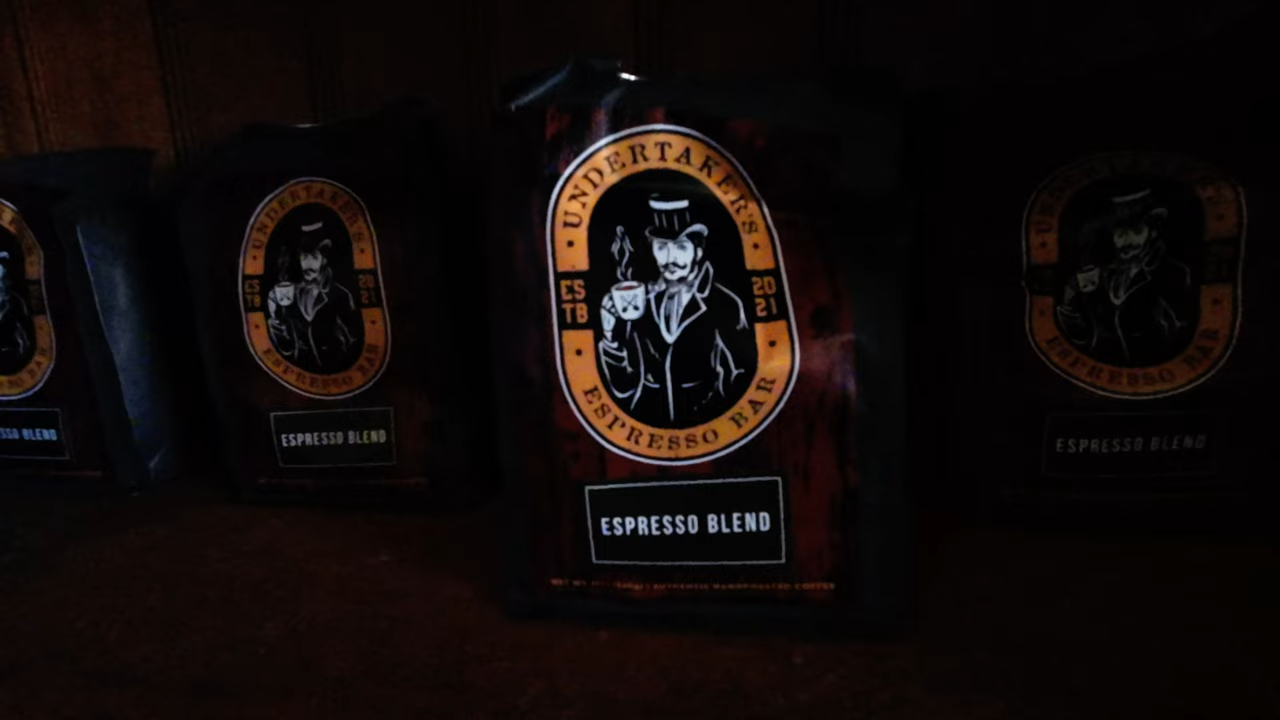 UNDERTAKER'S
ES
TB
20
21
ESPRESSO BAR
ESPRESSO BLEND
UNDERTAKER'S
ES
TB
20
21
ESPRESSO BAR
ESPRESSO BLEND
ESPRESSO BAR
ESPRESSO BLEND
BLEND